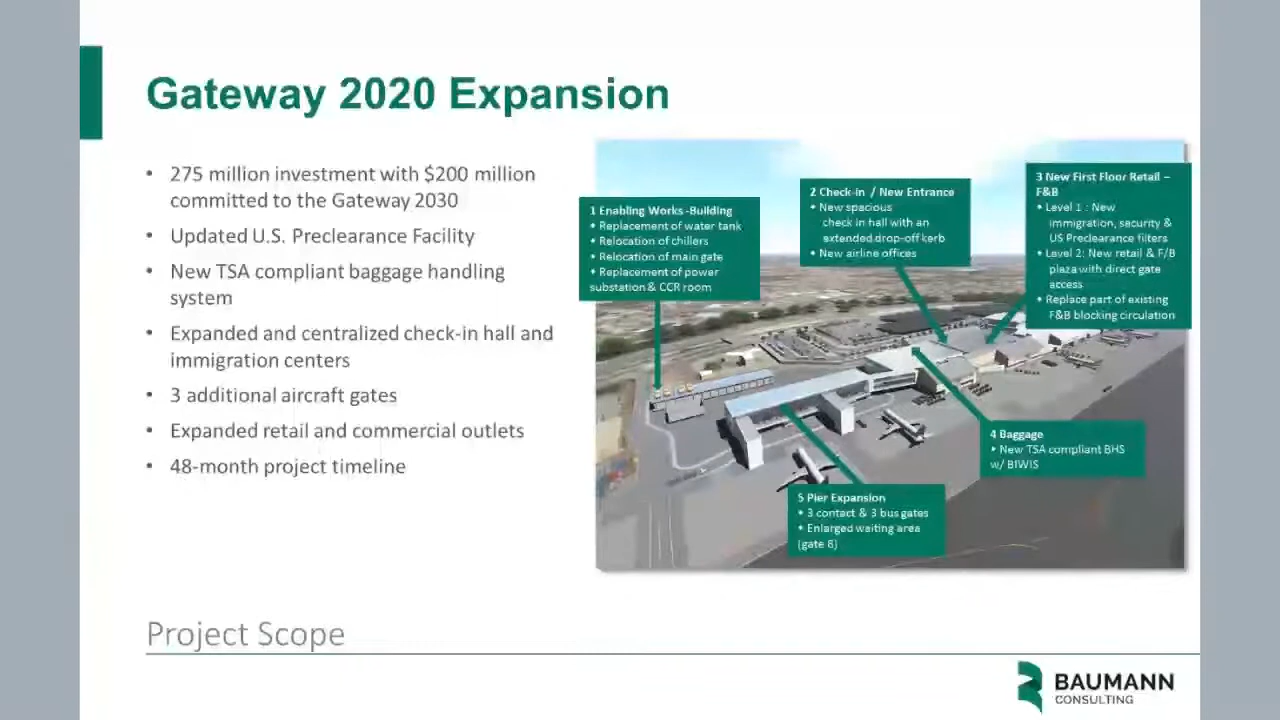 Gateway 2020 Expansion
• 275 million investment with $200 million
committed to the Gateway 2030
• Updated U.S. Preclearance Facility
• New TSA compliant baggage handling
system
• Expanded and centralized check-in hall and
immigration centers
• 3 additional aircraft gates
• Expanded retail and commercial outlets
• 48-month project timeline
1 Enabling Works -Building
• Replacement of water tank
• Relocation of chillers
• Relocation of main gate
• Replacement of power
substation & CCR room
2 Check-in / New Entrance
• New spacious
check in hall with an
extended drop-off kerb
• New airline offices
3 New First Floor Retail –
F&B
• Level 1 : New
immigration, security &
US Preclearance filters
• Level 2: New retail & F/B
plaza with direct gate
access
• Replace part of existing
F&B blocking circulation
4 Baggage
• New TSA compliant BHS
w/ BIWIS
5 Pier Expansion
• 3 contact & 3 bus gates
• Enlarged waiting area
(gate 8)
Project Scope
BAUMANN
CONSULTING